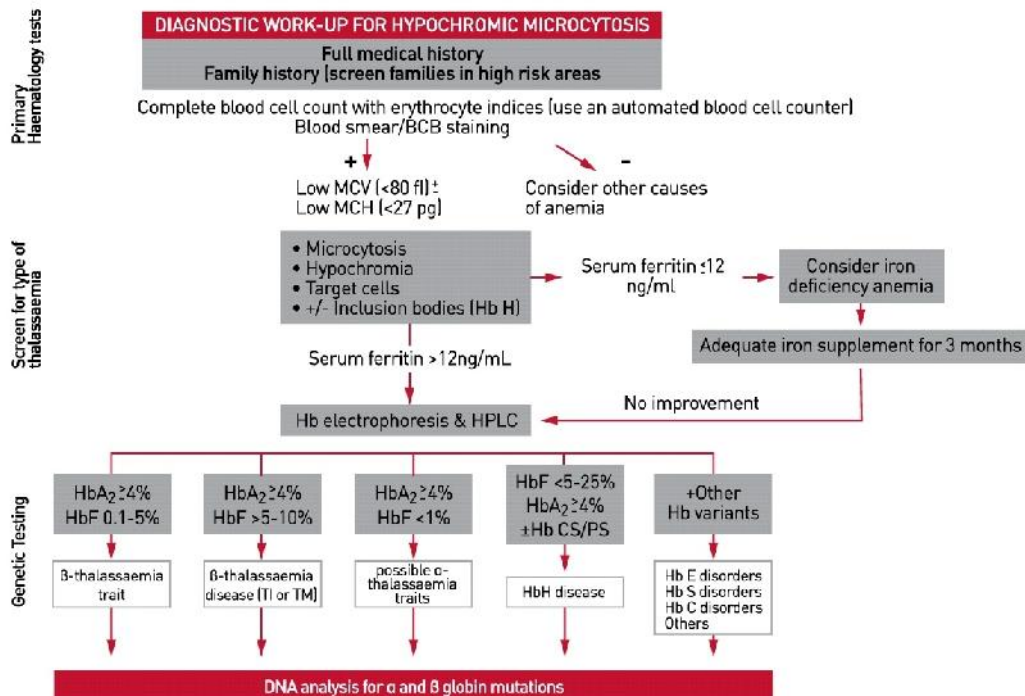 DIAGNOSTIC WORK-UP FOR HYPOCHROMIC MICROCYTOSIS
Full medical history
Family history [screen families in high risk areas
Primary
Haematology tests
Complete blood cell count with erythrocyte indices (use an automated blood cell counter)
Blood smear/BCB staining
+
–
Low MCV (<80 fl) ±
Low MCH (<27 pg)
Consider other causes
of anemia
Screen for type of
thalassaemia
• Microcytosis
• Hypochromia
• Target cells
• +/- Inclusion bodies (Hb H)
Serum ferritin ≤12
ng/mL
Consider iron
deficiency anemia
Adequate iron supplement for 3 months
Serum ferritin >12ng/mL
No improvement
Hb electrophoresis & HPLC
Genetic Testing
HbA₂ ≥4%
HbF 0.1-5%
HbA₂ ≥4%
HbF >5-10%
HbA₂ ≥4%
HbF <1%
HbF <5-25%
HbA₂ ≥4%
±Hb CS/PS
+Other
Hb variants
ß-thalassaemia
trait
ß-thalassaemia
disease (TI or TM)
possible α-
thalassaemia
traits
HbH disease
Hb E disorders
Hb S disorders
Hb C disorders
Others
DNA analysis for α and ß globin mutations